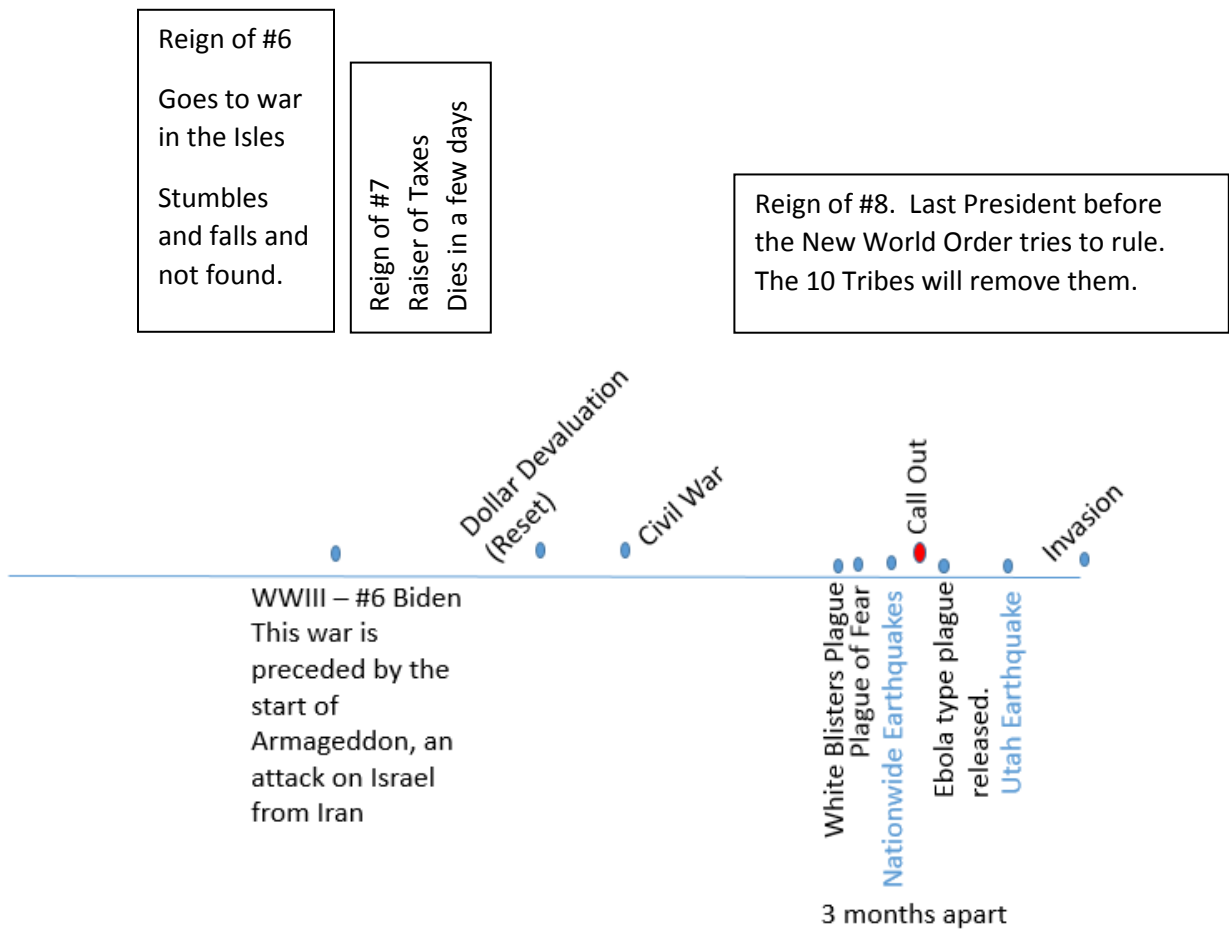 Reign of #6
Goes to war
in the Isles
Stumbles
and falls and
not found.
Reign of #7
Raiser of Taxes
Dies in a few days
Reign of #8.  Last President before
the New World Order tries to rule.
The 10 Tribes will remove them.
Dollar Devaluation
(Reset)
Civil War
Call Out
Invasion
WWIII – #6 Biden
This war is
preceded by the
start of
Armageddon, an
attack on Israel
from Iran
White Blisters Plague
Plague of Fear
Nationwide Earthquakes
Ebola type plague
released.
Utah Earthquake
3 months apart